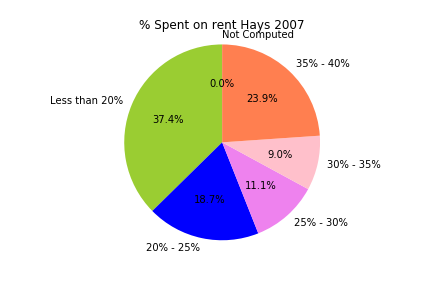 % Spent on rent Hays 2007
Not Computed
35% - 40%
0.0%
23.9%
Less than 20%
37.4%
9.0%
30% - 35%
11.1%
18.7%
25% - 30%
20% - 25%